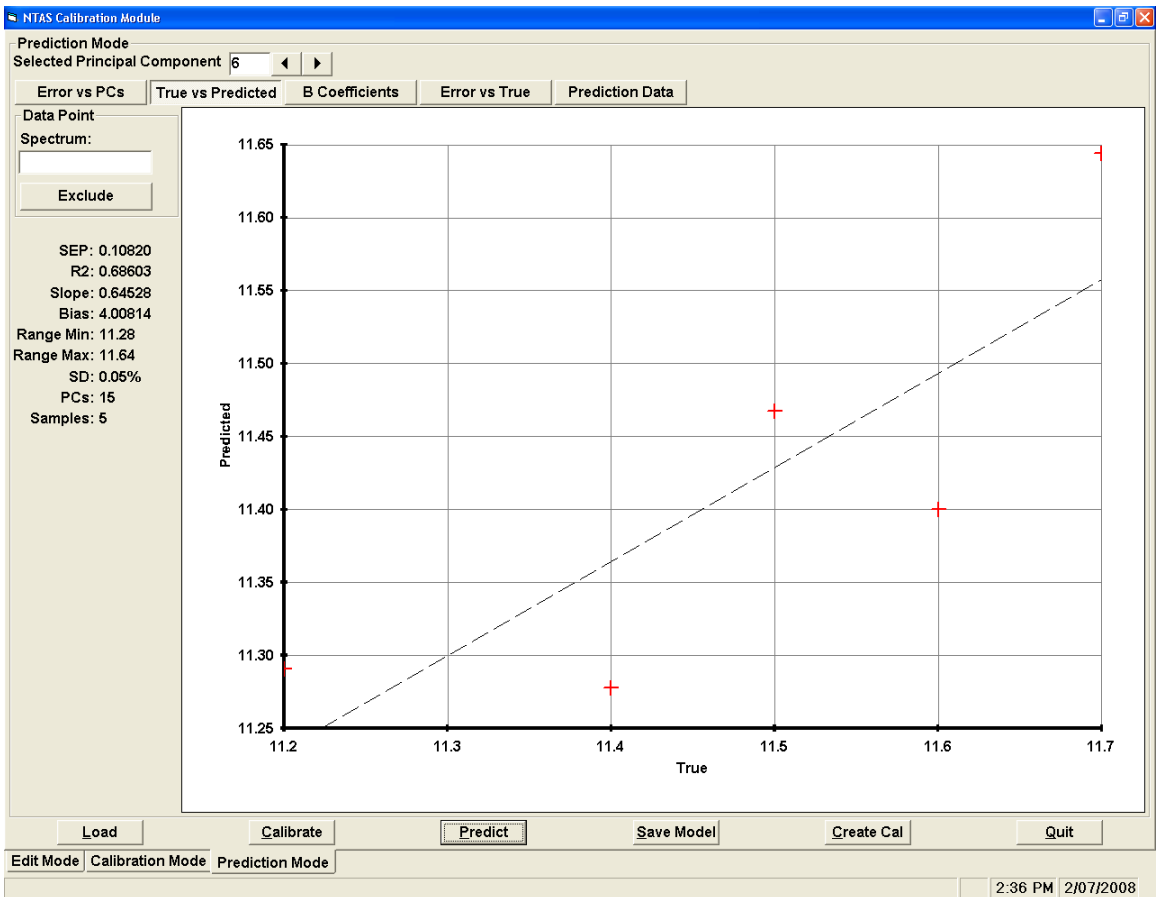 NTAS Calibration Module
Prediction Mode
Selected Principal Component 6
Error vs PCs True vs Predicted B Coefficients Error vs True Prediction Data
Data Point
Spectrum:
Exclude
SEP: 0.10820
R2: 0.68603
Slope: 0.64528
Bias: 4.00814
Range Min: 11.28
Range Max: 11.64
SD: 0.05%
PCs: 15
Samples: 5
11.65
11.60
11.55
11.50
11.45
11.40
11.35
11.30
11.25
Predicted
11.2 11.3 11.4 11.5 11.6 11.7
True
Load Calibrate Predict Save Model Create Cal Quit
Edit Mode Calibration Mode Prediction Mode
2:36 PM 2/07/2008